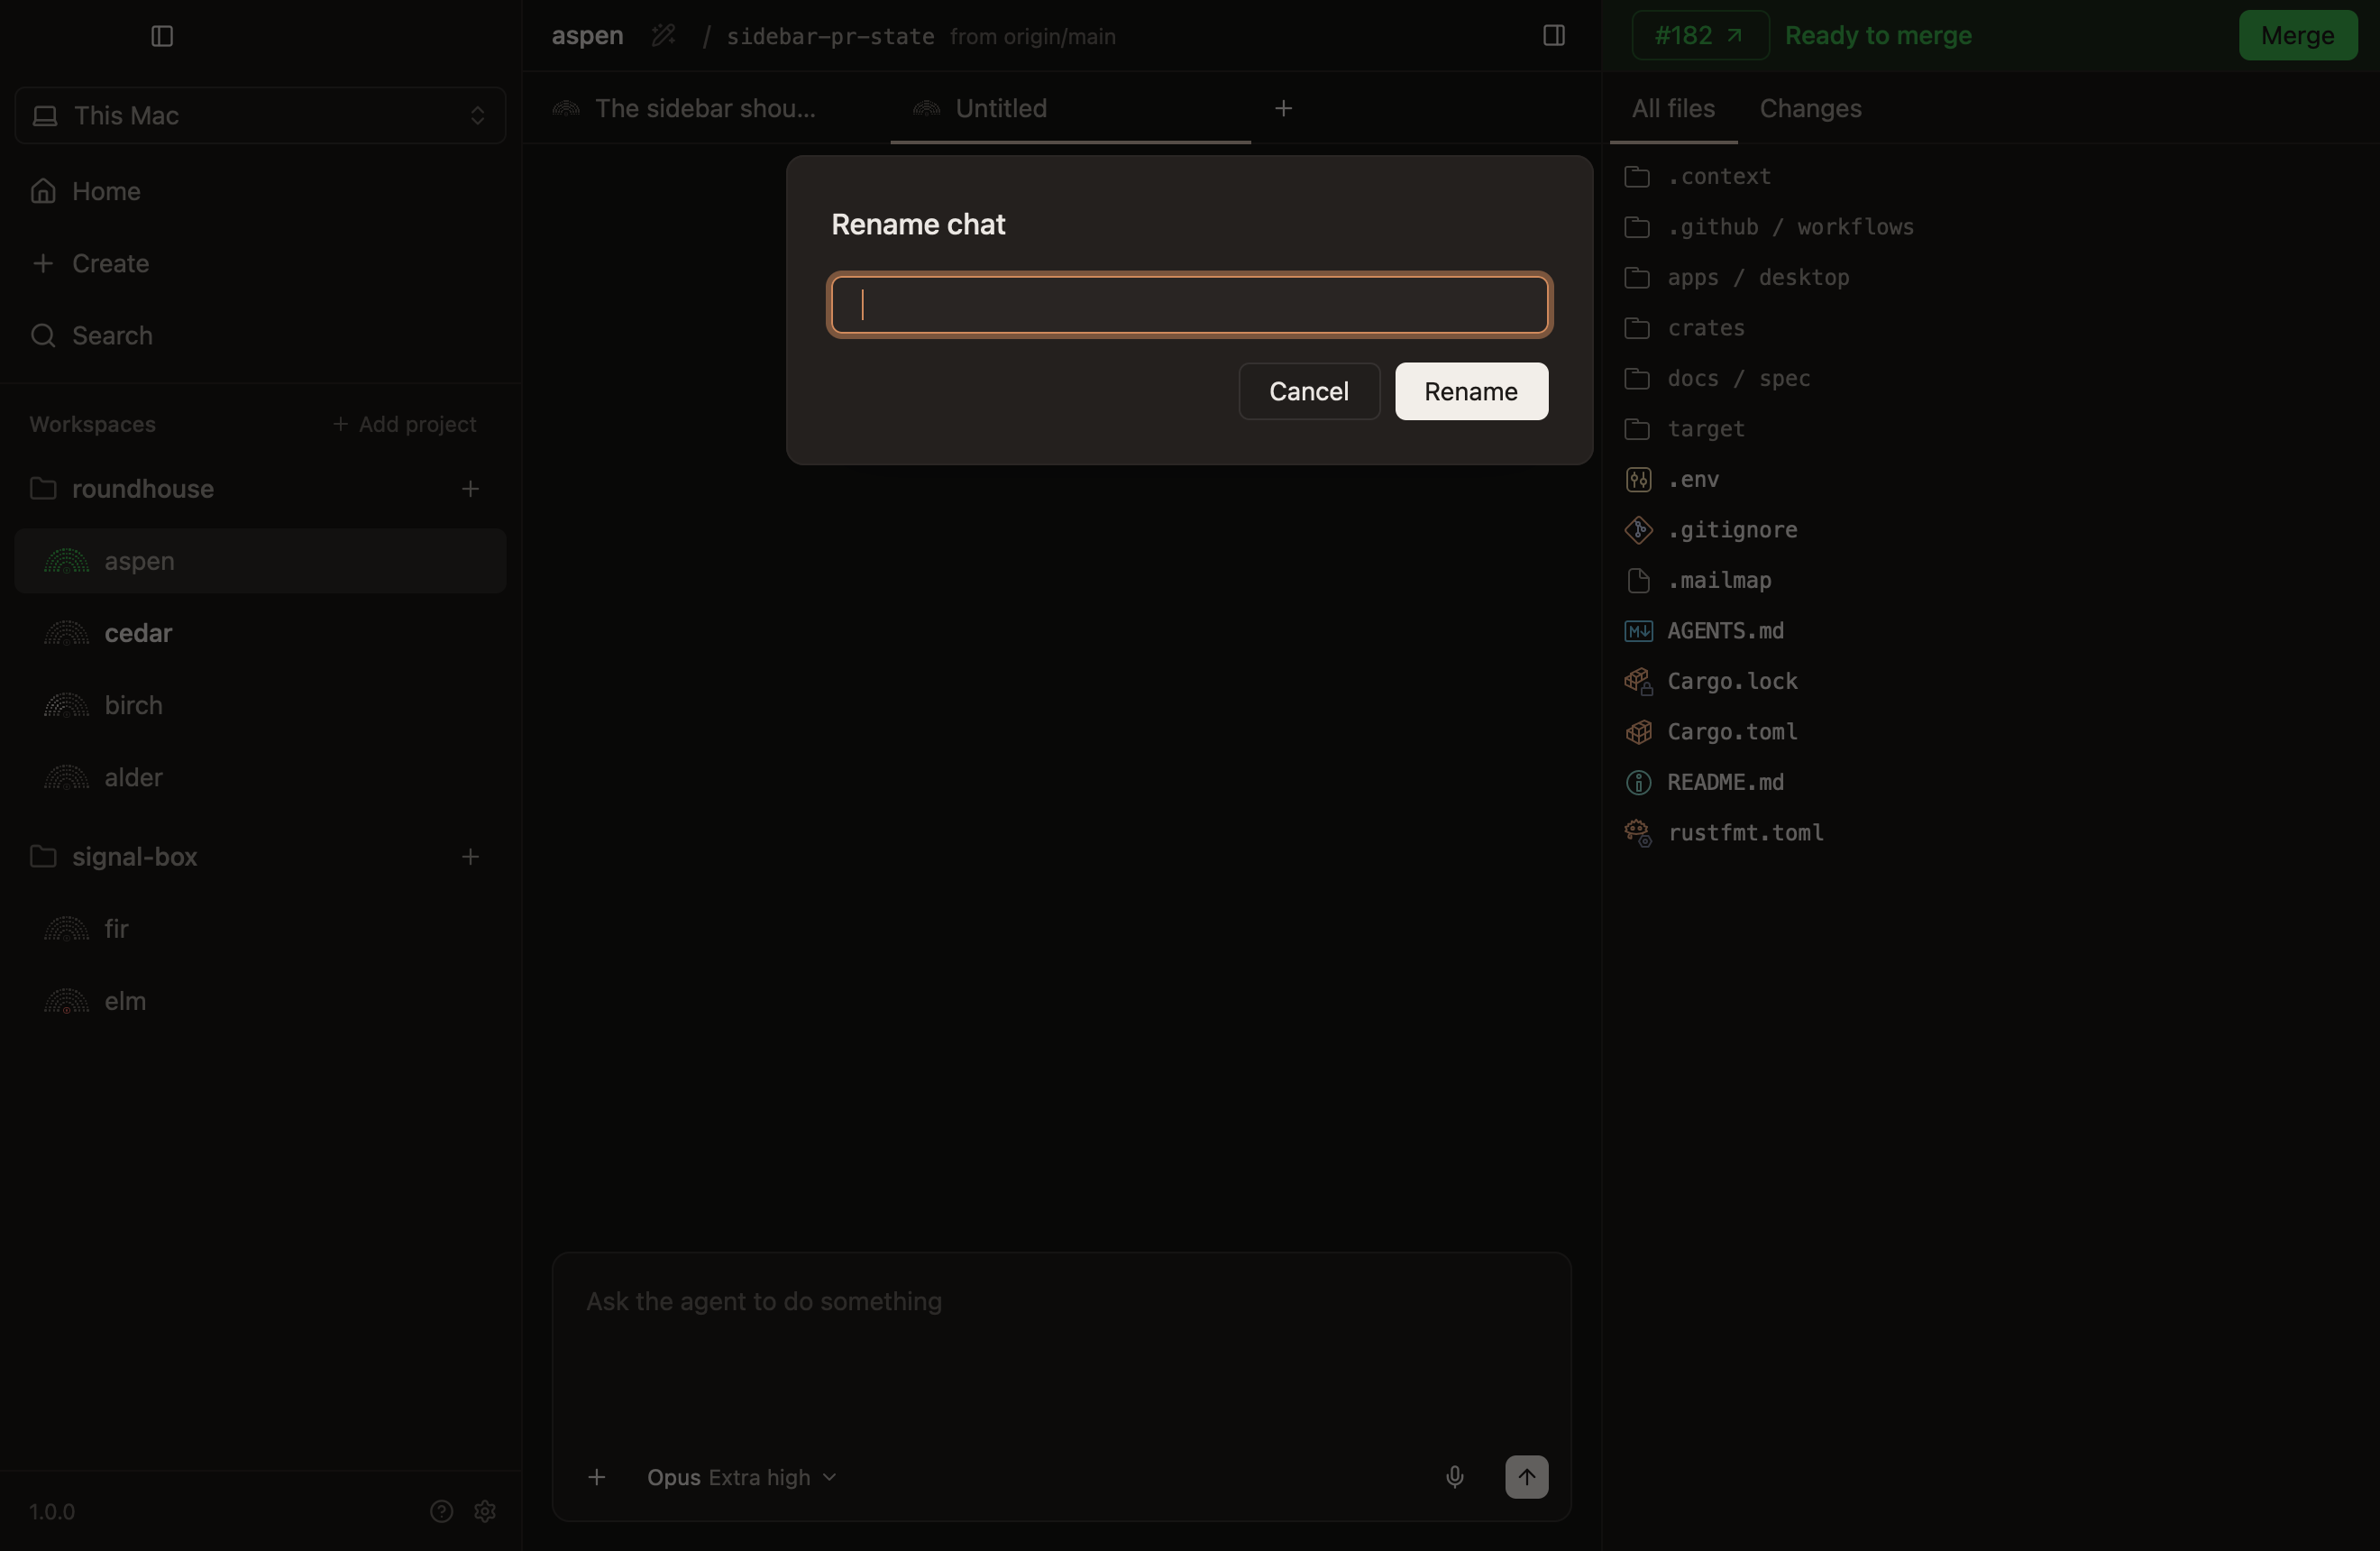 This Mac
Home
Create
Search
Workspaces
Add project
roundhouse
aspen
cedar
birch
alder
signal-box
fir
elm
1.0.0
aspen / sidebar-pr-state from origin/main
The sidebar shou...
Untitled
Rename chat
Cancel
Rename
Ask the agent to do something
Opus Extra high
#182
Ready to merge
Merge
All files
Changes
.context
.github / workflows
apps / desktop
crates
docs / spec
target
.env
.gitignore
.mailmap
AGENTS.md
Cargo.lock
Cargo.toml
README.md
rustfmt.toml